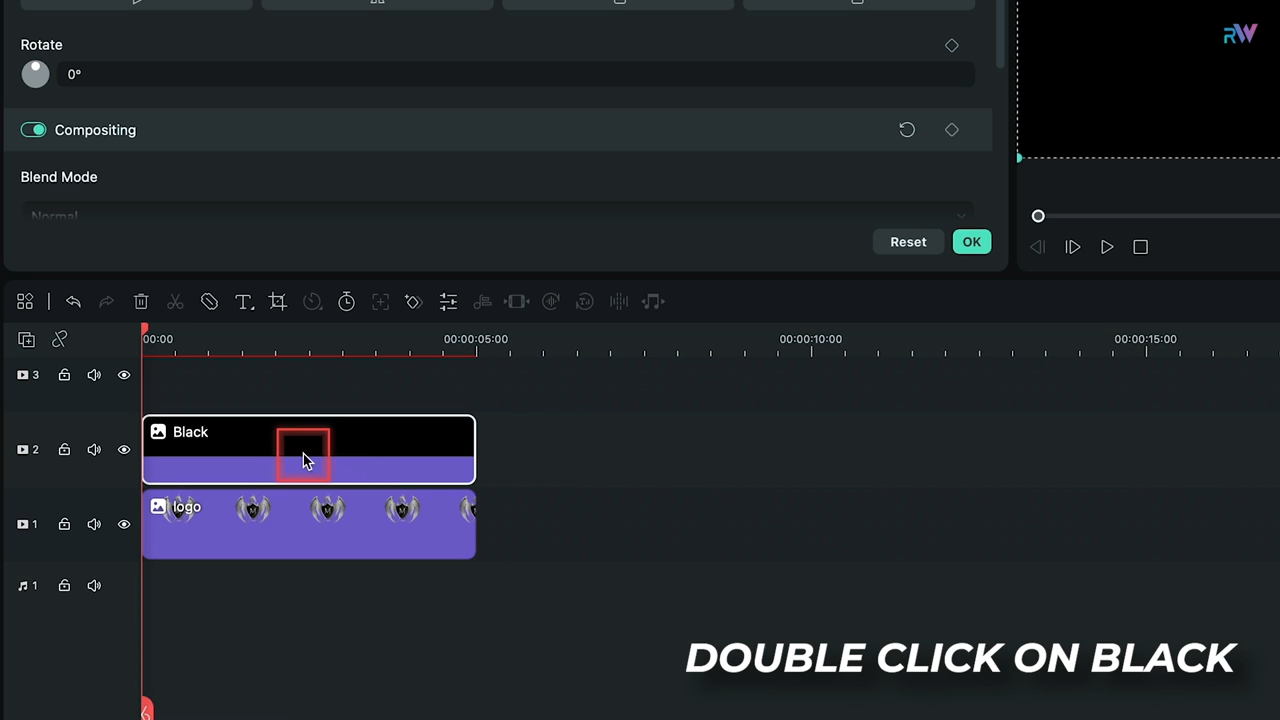 RW
Rotate
0°
Compositing
Blend Mode
Normal
Reset
OK
00:00
00:00:05:00
00:00:10:00
00:00:15:00
3
Black
2
logo
M M M
1
1
DOUBLE CLICK ON BLACK